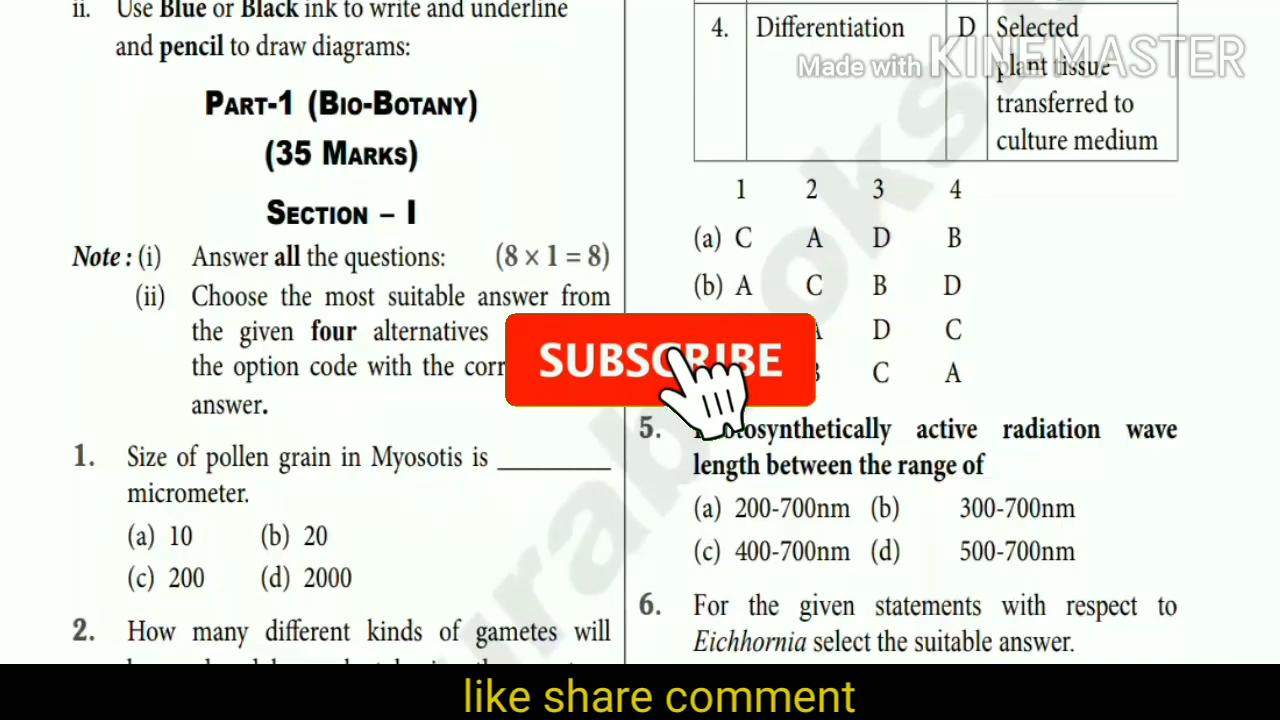 ii. Use Blue or Black ink to write and underline
and pencil to draw diagrams:
PART-1 (BIO-BOTANY)
(35 MARKS)
SECTION – I
Note : (i) Answer all the questions: (8 × 1 = 8)
(ii) Choose the most suitable answer from
the given four alternatives
the option code with the
answer.
1. Size of pollen grain in Myosotis is ________
micrometer.
(a) 10 (b) 20
(c) 200 (d) 2000
2. How many different kinds of gametes will
4. Differentiation D Selected
plant tissue
transferred to
culture medium
Made with KINEMASTER
1 2 3 4
(a) C A D B
(b) A C B D
D C
C A
SUBSCRIBE
5. active radiation wave
length between the range of
(a) 200-700nm (b) 300-700nm
(c) 400-700nm (d) 500-700nm
6. For the given statements with respect to
Eichhornia select the suitable answer.
like share comment